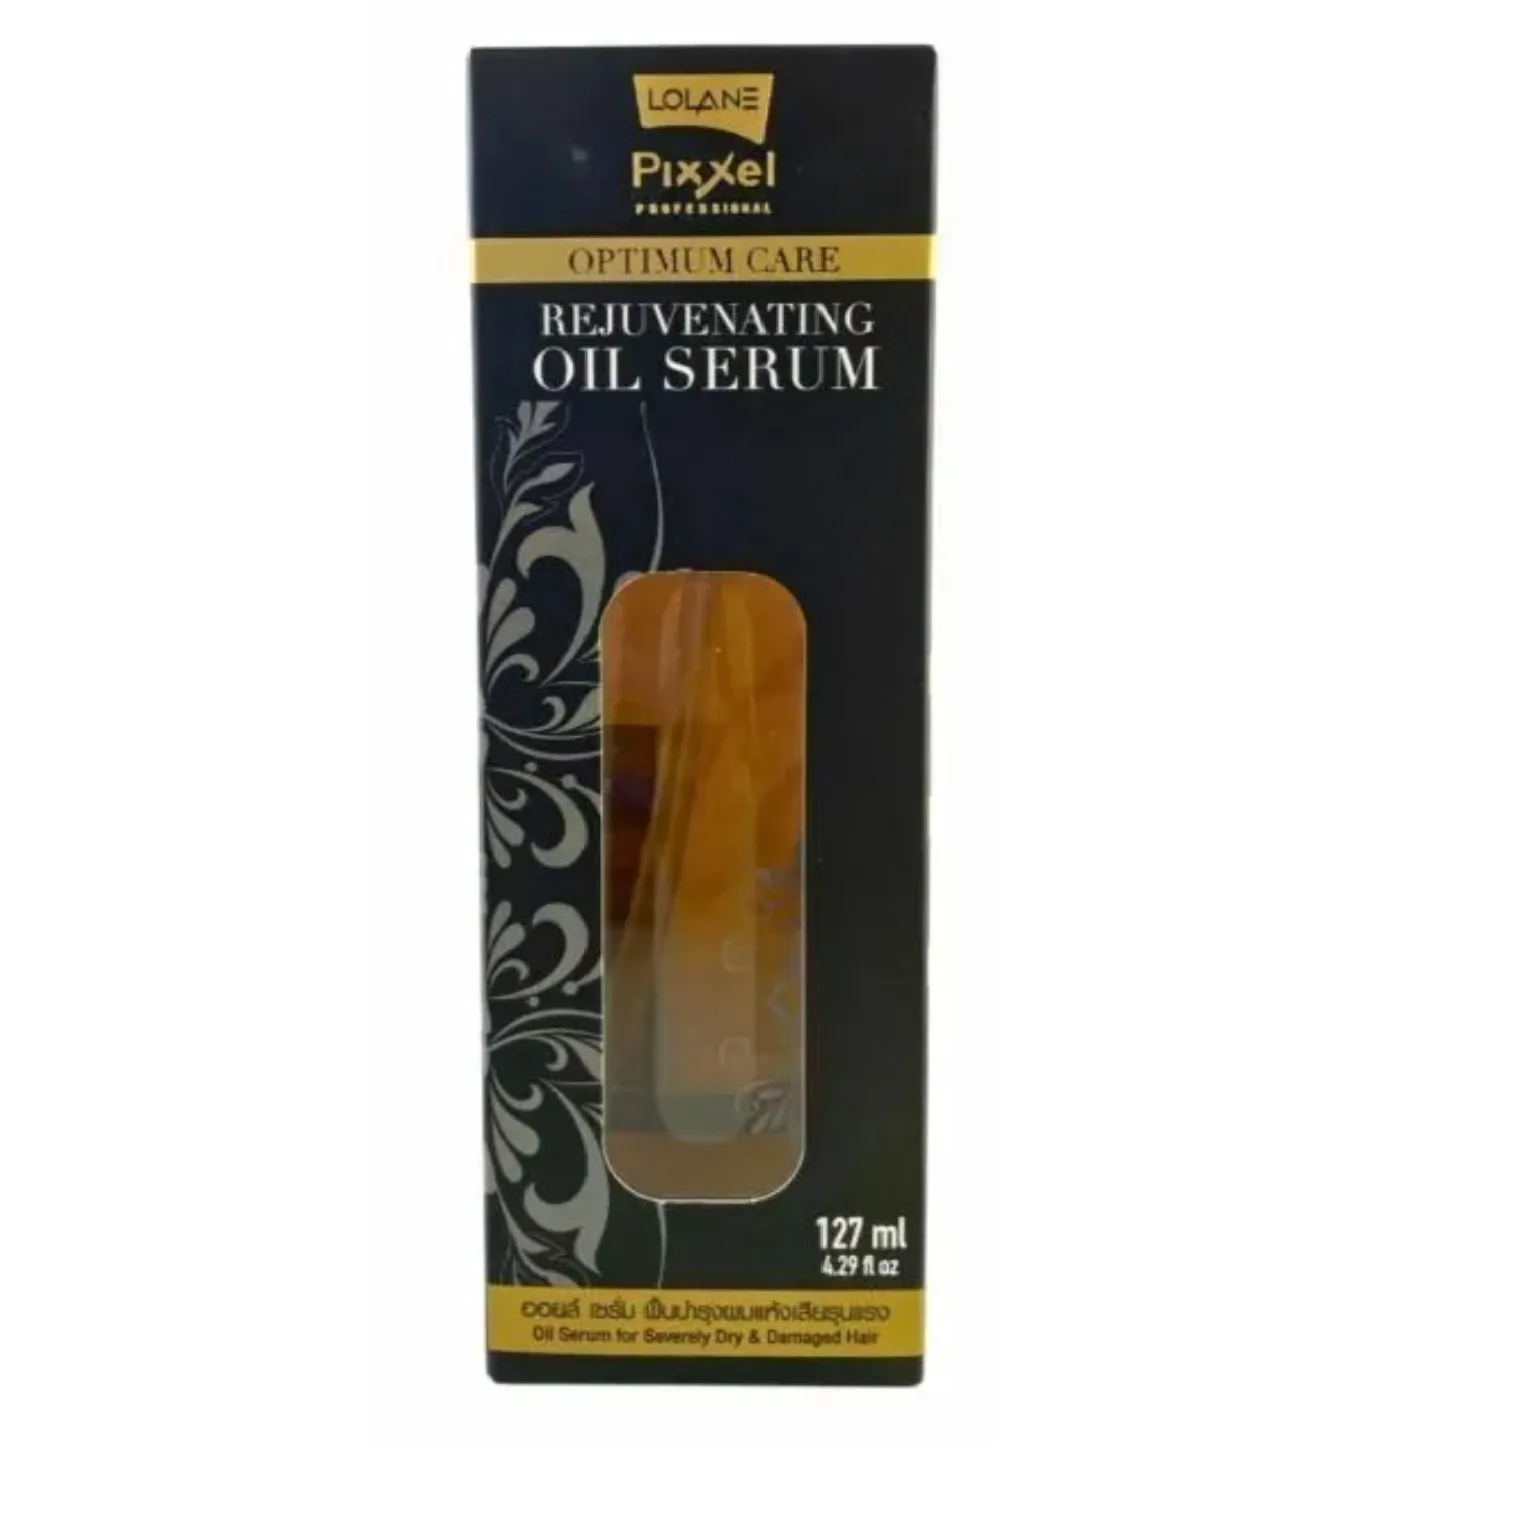 LOLANE
PIXXEL
PROFESSIONAL
OPTIMUM CARE
REJUVENATING
OIL SERUM
127 ml
4.29 fl oz
ออยล์ เซรั่ม ฟื้นบำรุงผมแห้งเสียรุนแรง
Oil Serum for Severely Dry & Damaged Hair